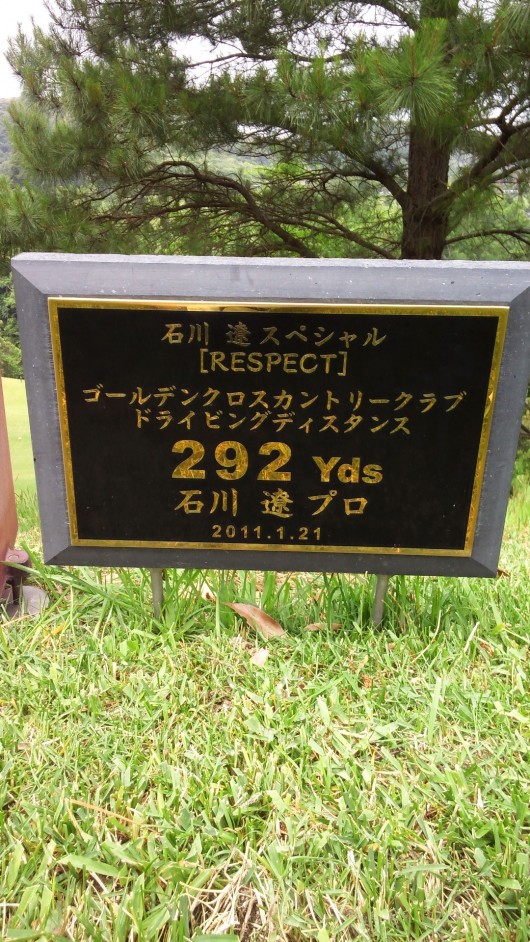 石川 遼スペシャル
[RESPECT]
ゴールデンクロスカントリークラブ
ドライビングディスタンス
292 Yds
石川 遼プロ
2011.1.21